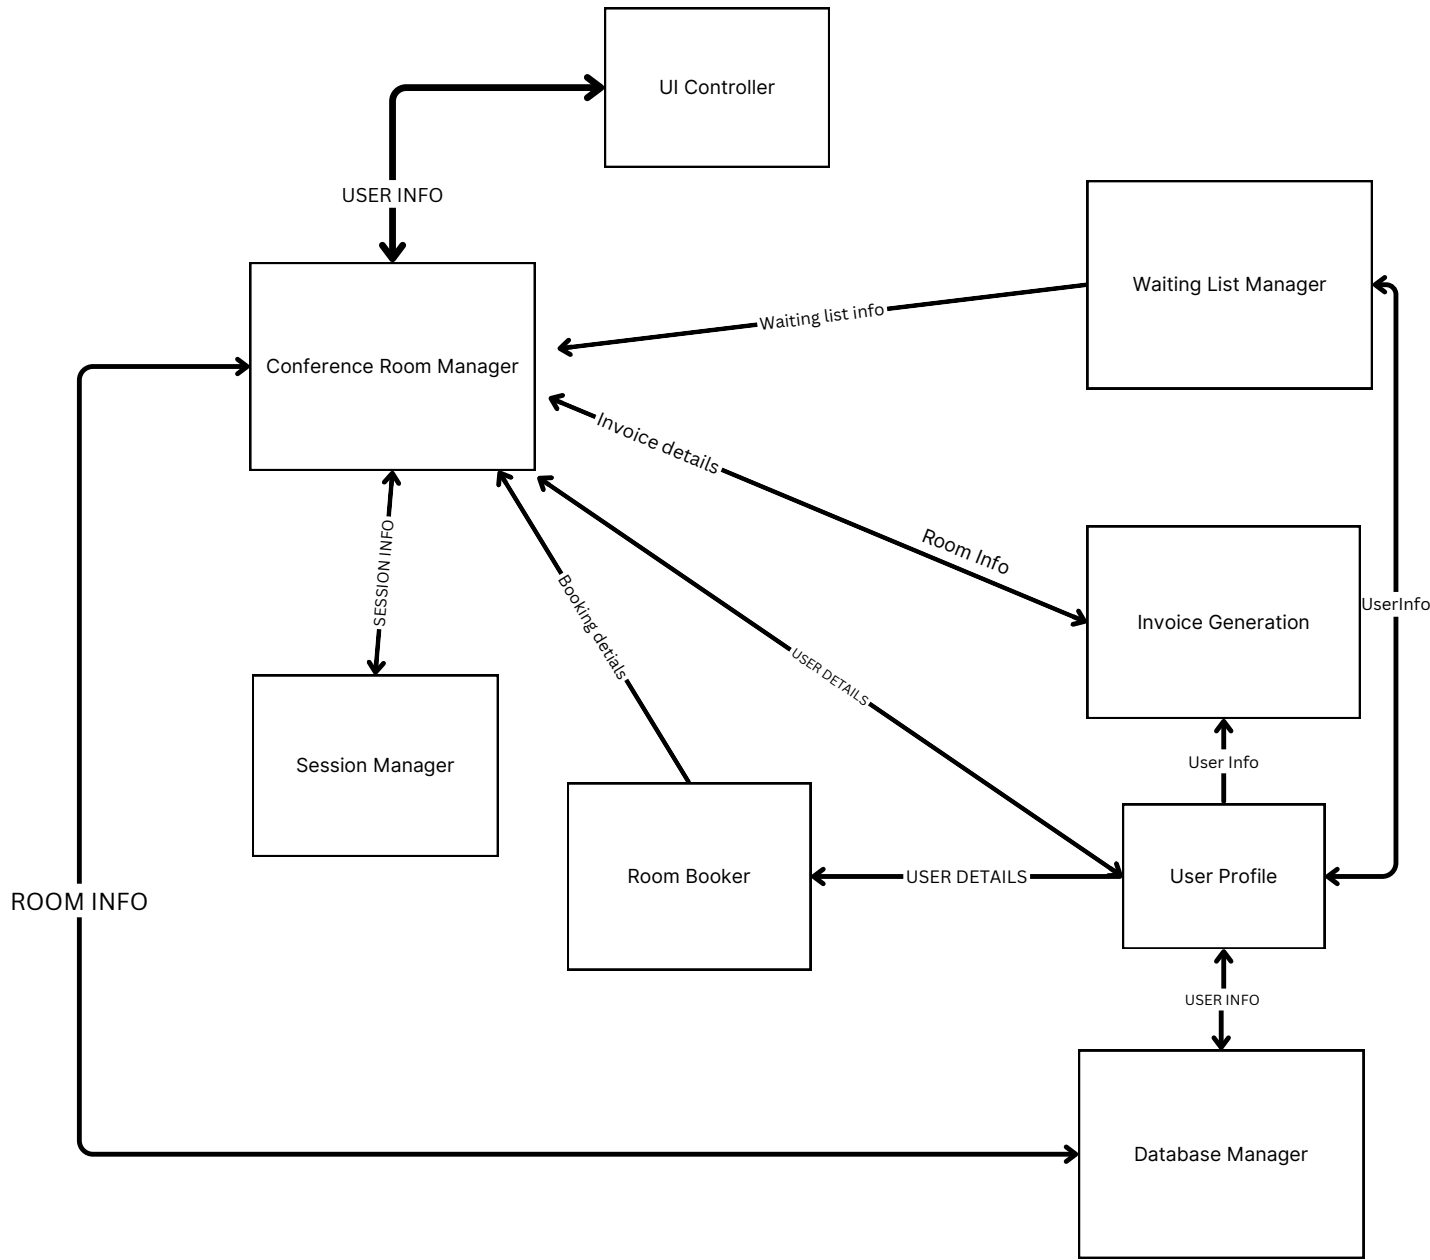 UI Controller
USER INFO
Waiting List Manager
Waiting list info
Conference Room Manager
Invoice details
Room Info
SESSION INFO
Booking detials
UserInfo
Invoice Generation
USER DETAILS
User Info
Session Manager
Room Booker
USER DETAILS
User Profile
ROOM INFO
USER INFO
Database Manager